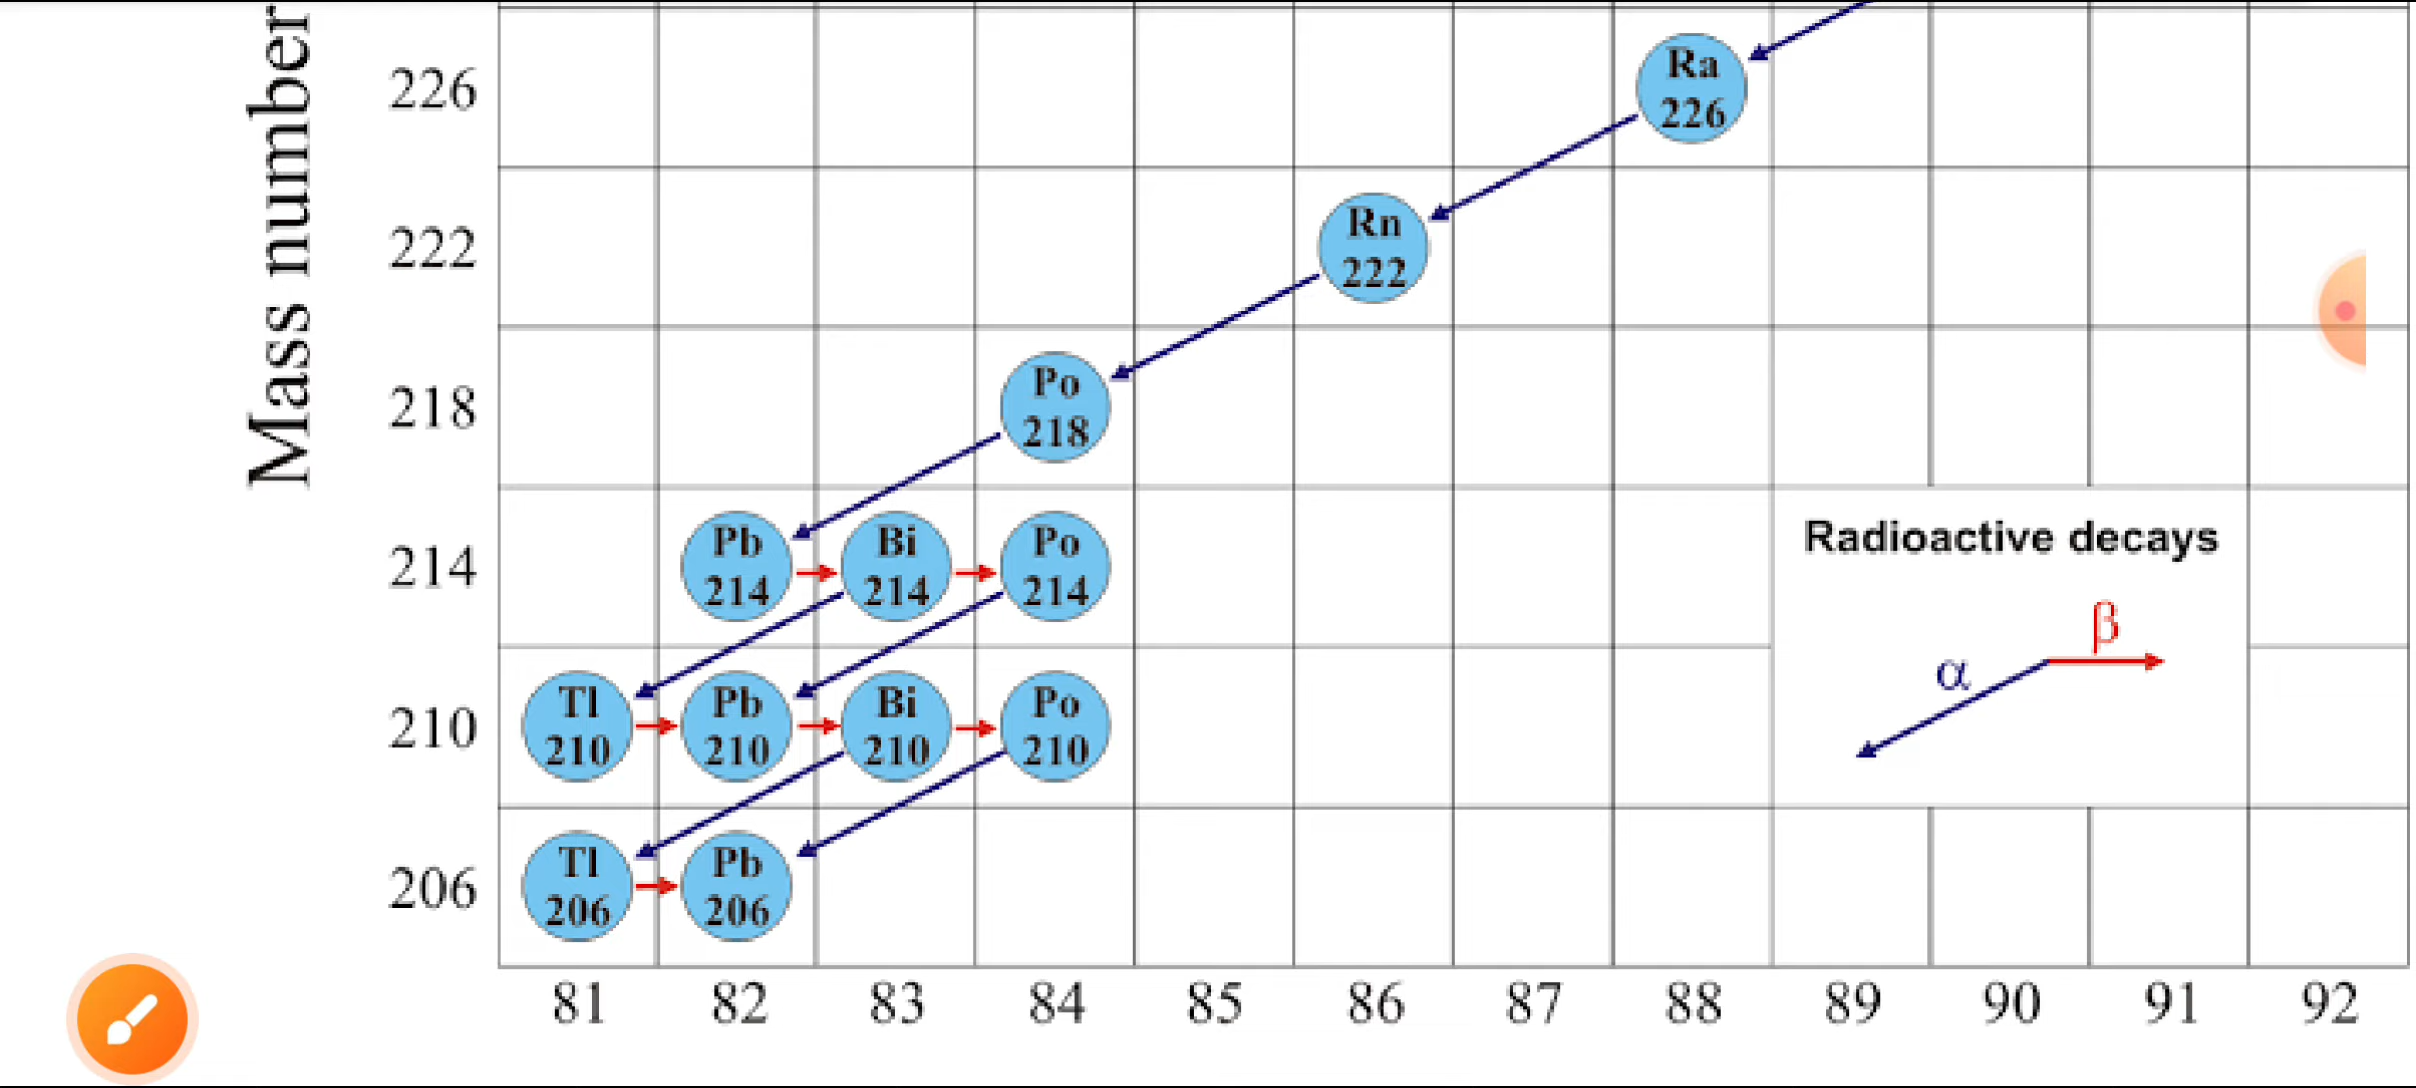 Mass number
226
Ra
226
222
Rn
222
218
Po
218
214
Pb
214
Bi
214
Po
214
210
Tl
210
Pb
210
Bi
210
Po
210
206
Tl
206
Pb
206
Radioactive decays
α
β
81 82 83 84 85 86 87 88 89 90 91 92